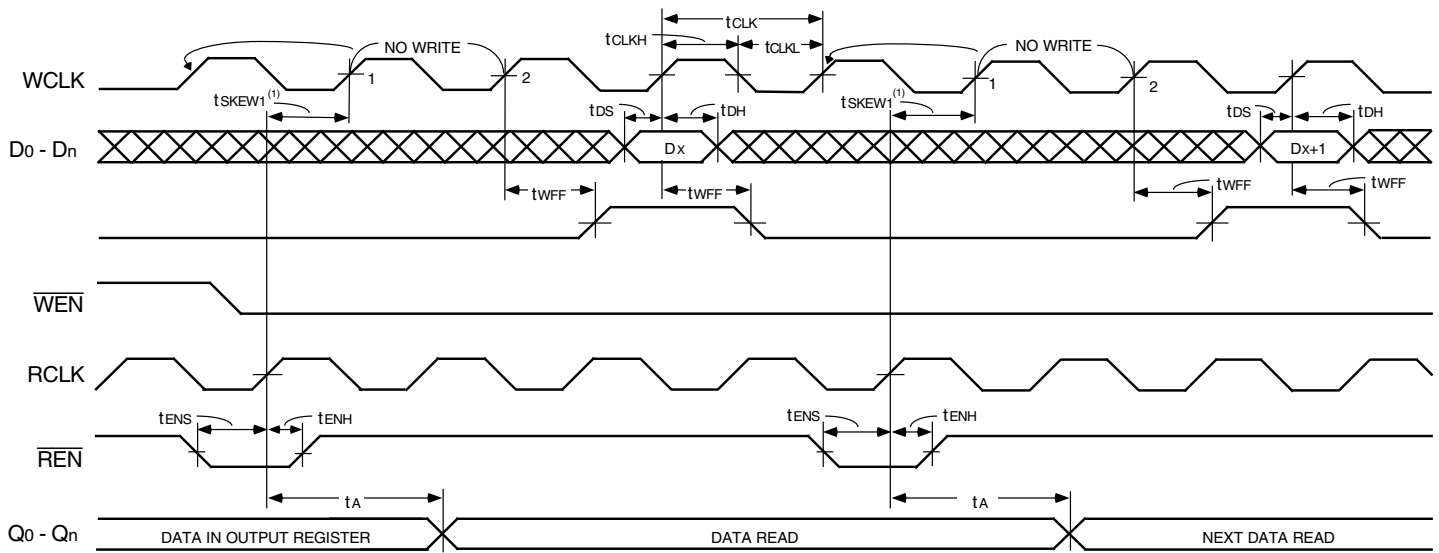 tCLK
NO WRITE tCLKH tCLKL NO WRITE
WCLK 1 2 1 2
tSKEW1(1) tDS tDH tSKEW1(1) tDS tDH
D0 - Dn Dx Dx+1
tWFF tWFF tWFF tWFF
WEN
RCLK
tENS tENH tENS tENH
REN
tA tA
Q0 - Qn DATA IN OUTPUT REGISTER DATA READ NEXT DATA READ